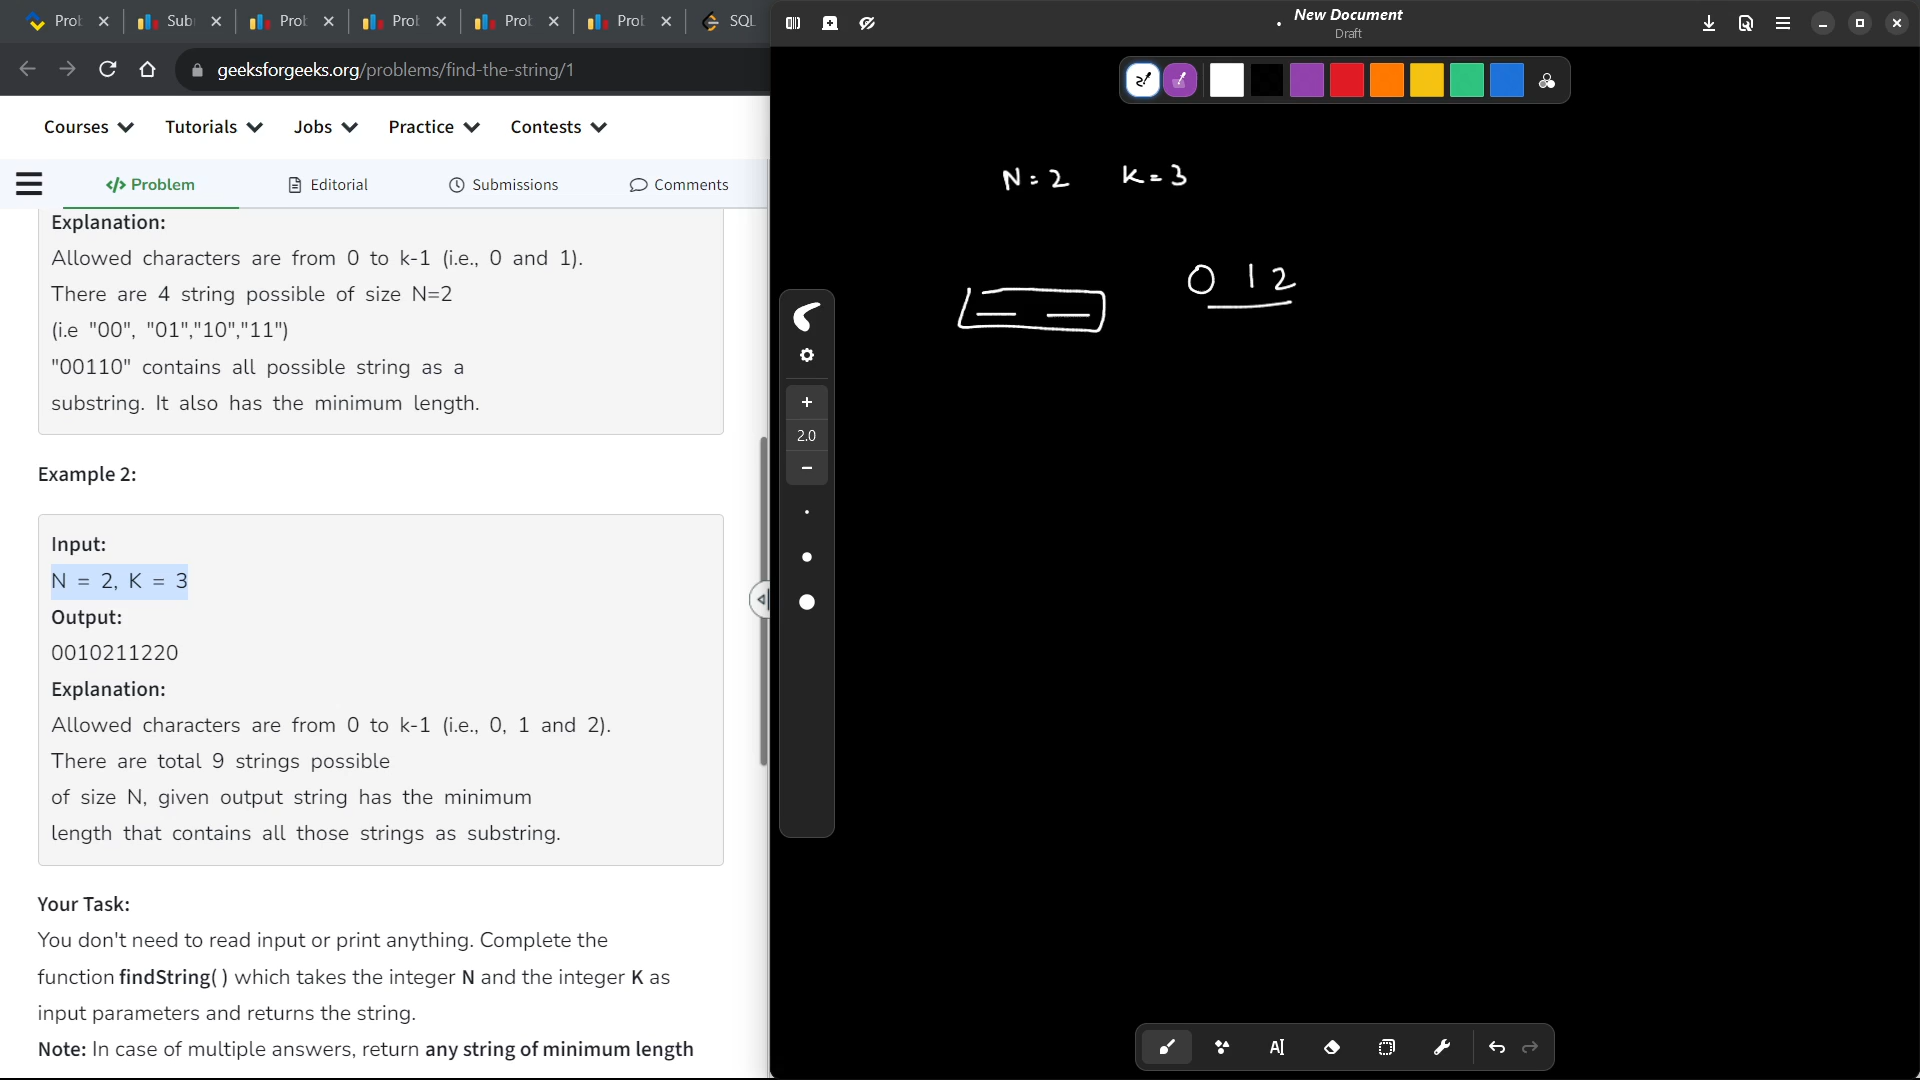 Prob
Sub
Prob
Prob
Prob
Prob
SQL
geeksforgeeks.org/problems/find-the-string/1
Courses
Tutorials
Jobs
Practice
Contests
</> Problem
Editorial
Submissions
Comments
Explanation:
Allowed characters are from 0 to k-1 (i.e., 0 and 1).
There are 4 string possible of size N=2
(i.e "00", "01","10","11")
"00110" contains all possible string as a
substring. It also has the minimum length.
Example 2:
Input:
N = 2, K = 3
Output:
0010211220
Explanation:
Allowed characters are from 0 to k-1 (i.e., 0, 1 and 2).
There are total 9 strings possible
of size N, given output string has the minimum
length that contains all those strings as substring.
Your Task:
You don't need to read input or print anything. Complete the
function findString( ) which takes the integer N and the integer K as
input parameters and returns the string.
Note: In case of multiple answers, return any string of minimum length
New Document
Draft
N = 2 K = 3
0 1 2
+
2.0
−
AI